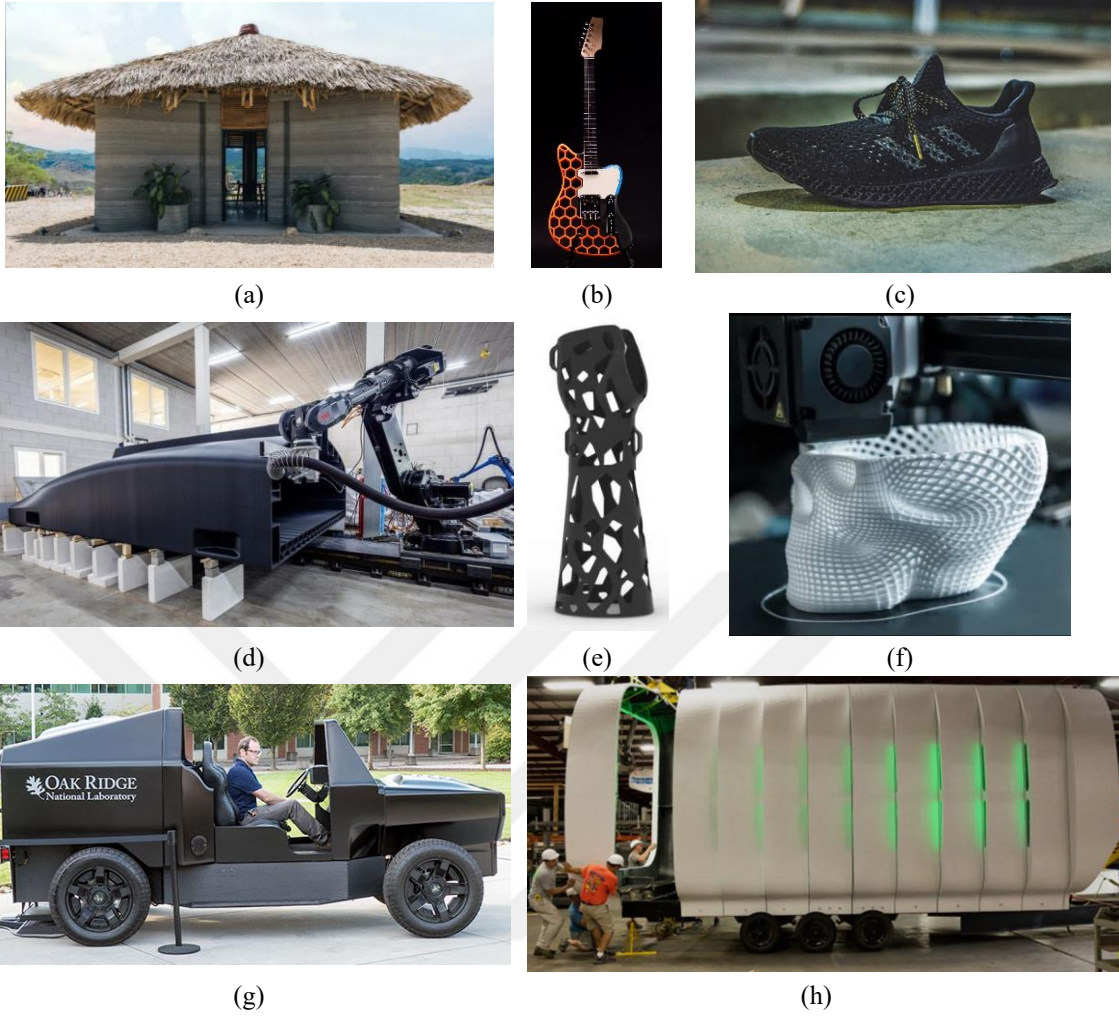 (a)
(b)
(c)
(d)
(e)
(f)
OAK RIDGE
National Laboratory
(g)
(h)